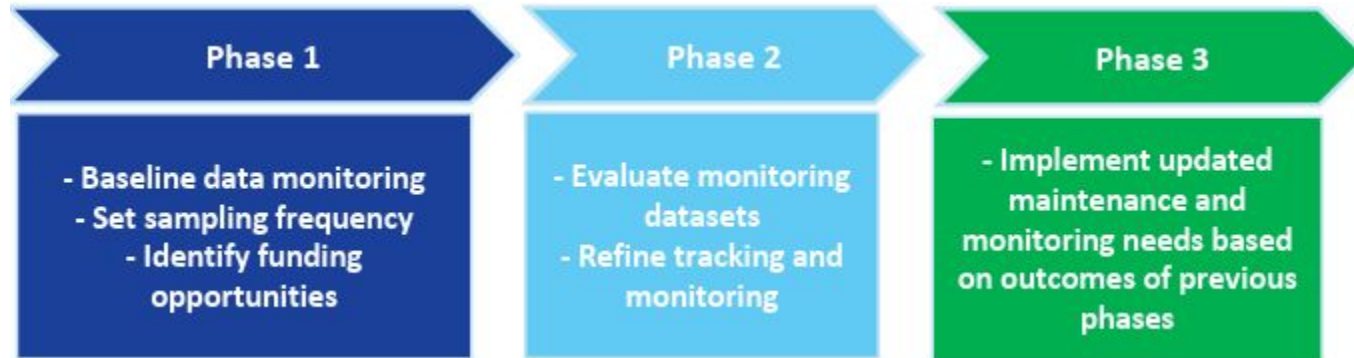 Phase 1
- Baseline data monitoring
- Set sampling frequency
- Identify funding
opportunities
Phase 2
- Evaluate monitoring
datasets
- Refine tracking and
monitoring
Phase 3
- Implement updated
maintenance and
monitoring needs based
on outcomes of previous
phases